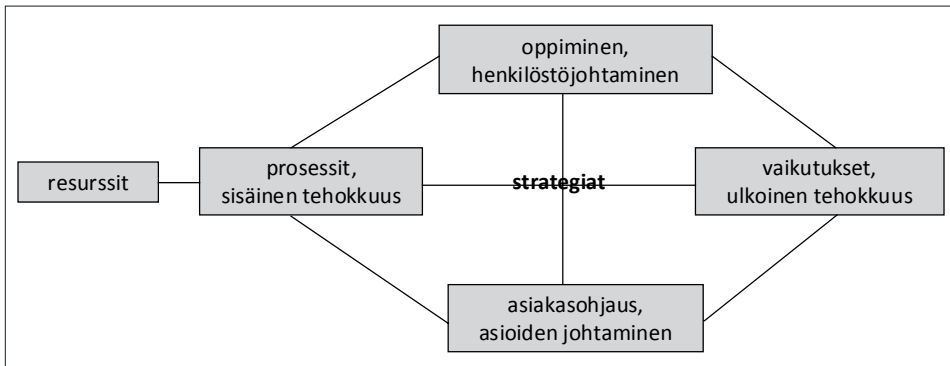 oppiminen,
henkilöstöjohtaminen
resurssit
prosessit,
sisäinen tehokkuus
strategiat
vaikutukset,
ulkoinen tehokkuus
asiakasohjaus,
asioiden johtaminen